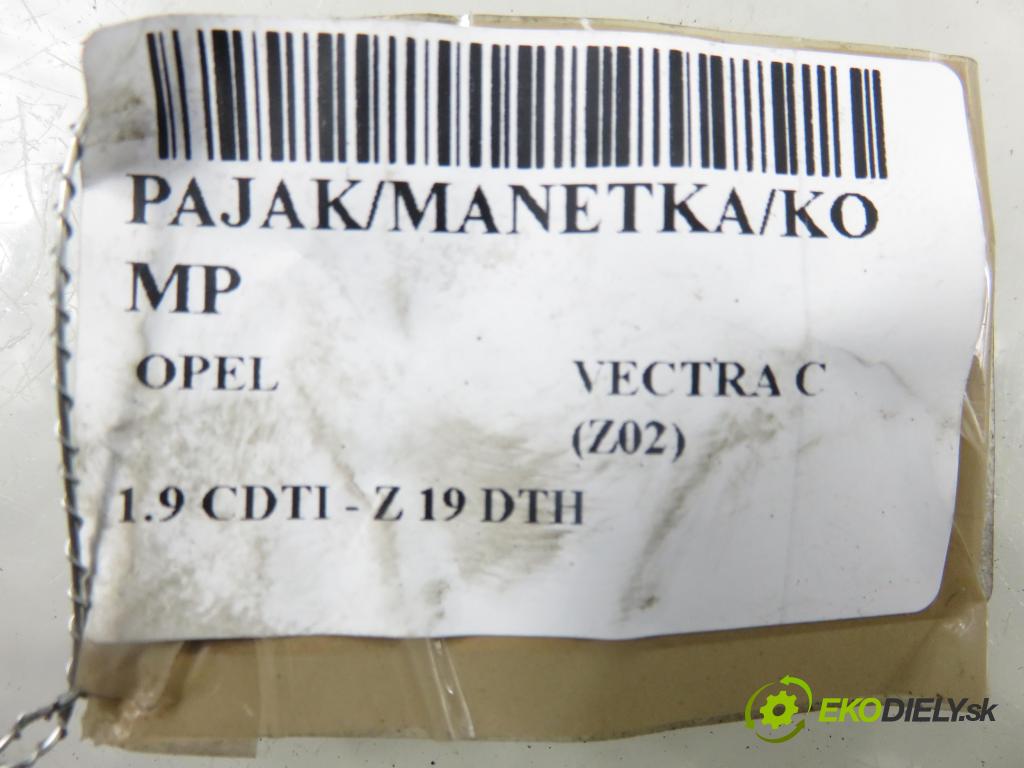 PAJAK/MANETKA/KO
MP
OPEL VECTRA C
(Z02)
1.9 CDTI - Z 19 DTH
EKODIELY.sk